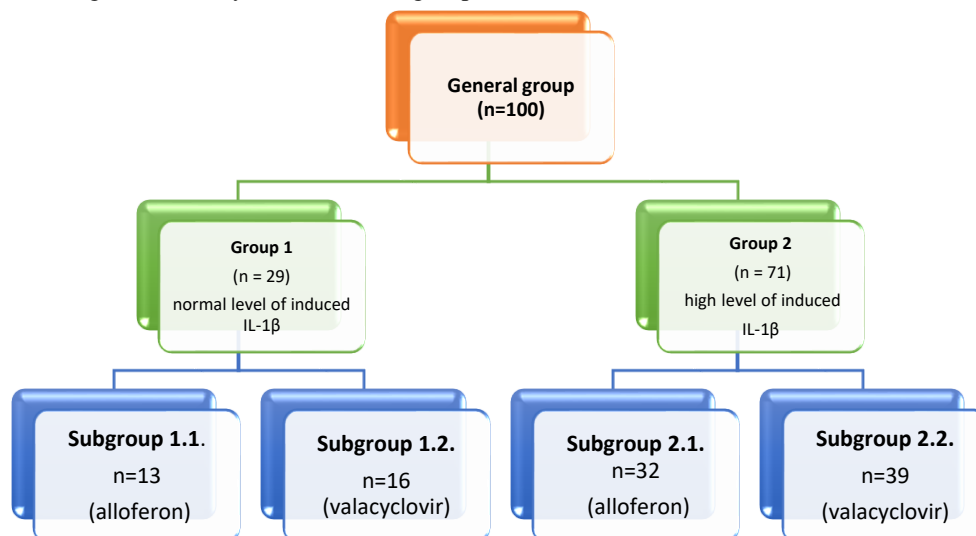 General group
(n=100)
Group 1
(n = 29)
normal level of induced
IL-1β
Group 2
(n = 71)
high level of induced
IL-1β
Subgroup 1.1.
n=13
(alloferon)
Subgroup 1.2.
n=16
(valacyclovir)
Subgroup 2.1.
n=32
(alloferon)
Subgroup 2.2.
n=39
(valacyclovir)